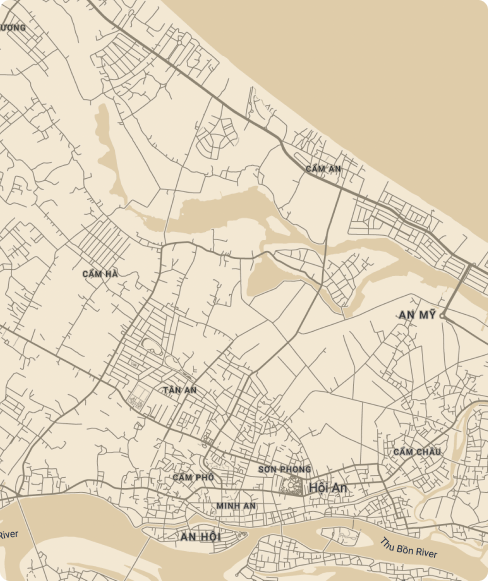 ƯƠNG
CẨM AN
CẨM HÀ
AN MỸ
TÂN AN
CẨM CHÂU
SƠN PHONG
CẨM PHÔ
Hội An
MINH AN
River
AN HỘI
Thu Bồn River